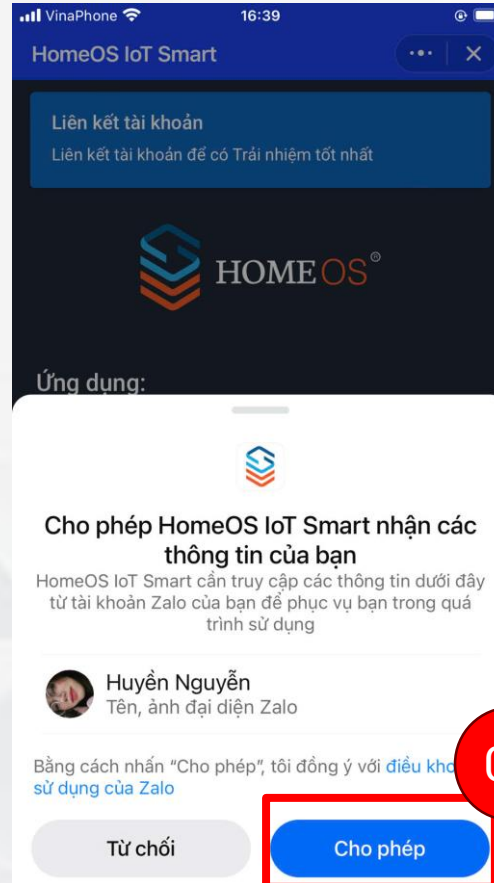 VinaPhone 16:39
HomeOS IoT Smart
Liên kết tài khoản
Liên kết tài khoản để có Trải nhiệm tốt nhất
HOMEOS®
Ứng dụng:
Cho phép HomeOS IoT Smart nhận các
thông tin của bạn
HomeOS IoT Smart cần truy cập các thông tin dưới đây
từ tài khoản Zalo của bạn để phục vụ bạn trong quá
trình sử dụng
Huyền Nguyễn
Tên, ảnh đại diện Zalo
Bằng cách nhấn “Cho phép”, tôi đồng ý với điều
sử dụng của Zalo
Từ chối
Cho phép